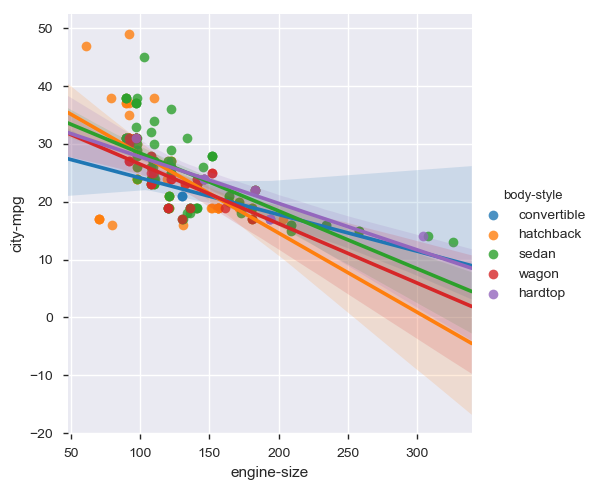 50
40
30
20
10
0
−10
−20
city-mpg
50 100 150 200 250 300
engine-size
body-style
convertible
hatchback
sedan
wagon
hardtop